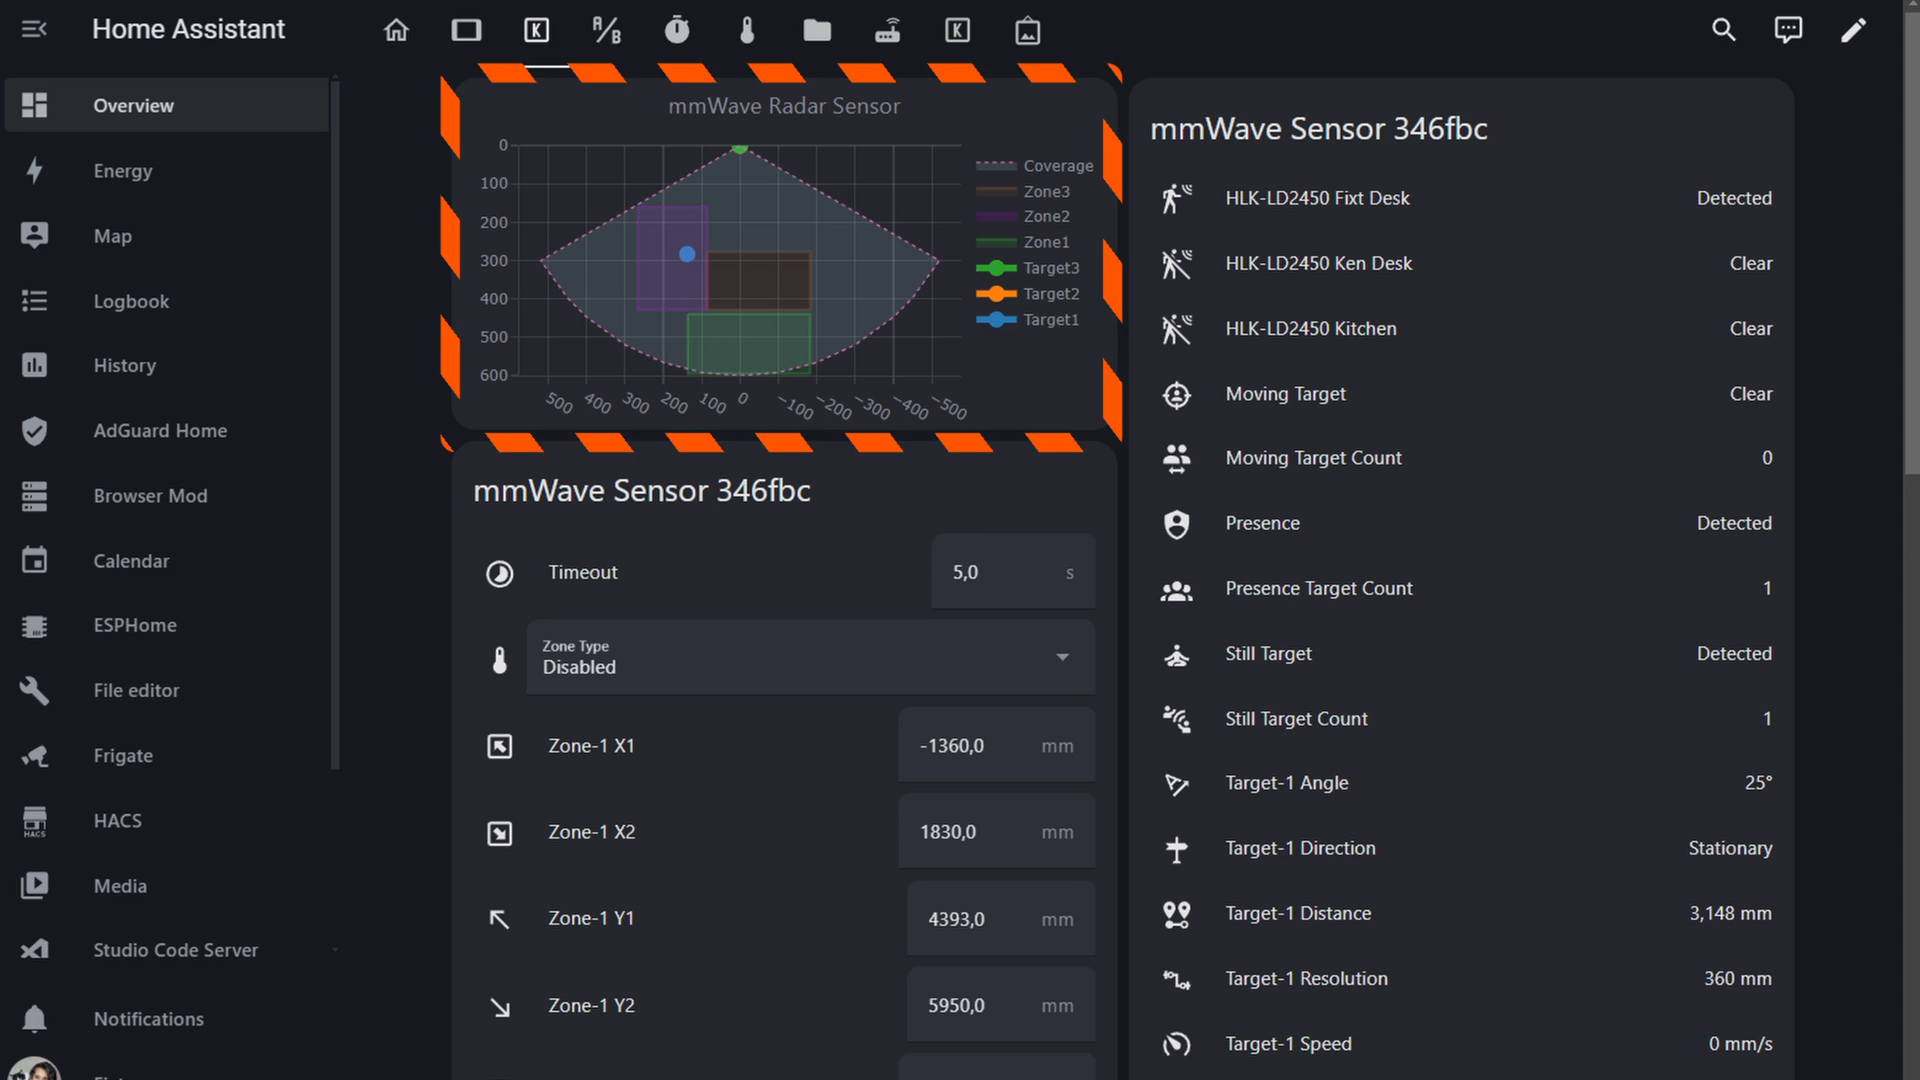 Home Assistant
K
A/B
K
Overview
Energy
Map
Logbook
History
AdGuard Home
Browser Mod
Calendar
ESPHome
File editor
Frigate
HACS
HACS
Media
Studio Code Server
Notifications
mmWave Radar Sensor
0
100
200
300
400
500
600
500
400
300
200
100
0
−100
−200
−300
−400
−500
Coverage
Zone3
Zone2
Zone1
Target3
Target2
Target1
mmWave Sensor 346fbc
Timeout
5,0 s
Zone Type
Disabled
Zone-1 X1
-1360,0 mm
Zone-1 X2
1830,0 mm
Zone-1 Y1
4393,0 mm
Zone-1 Y2
5950,0 mm
mmWave Sensor 346fbc
HLK-LD2450 Fixt Desk Detected
HLK-LD2450 Ken Desk Clear
HLK-LD2450 Kitchen Clear
Moving Target Clear
Moving Target Count 0
Presence Detected
Presence Target Count 1
Still Target Detected
Still Target Count 1
Target-1 Angle 25°
Target-1 Direction Stationary
Target-1 Distance 3,148 mm
Target-1 Resolution 360 mm
Target-1 Speed 0 mm/s